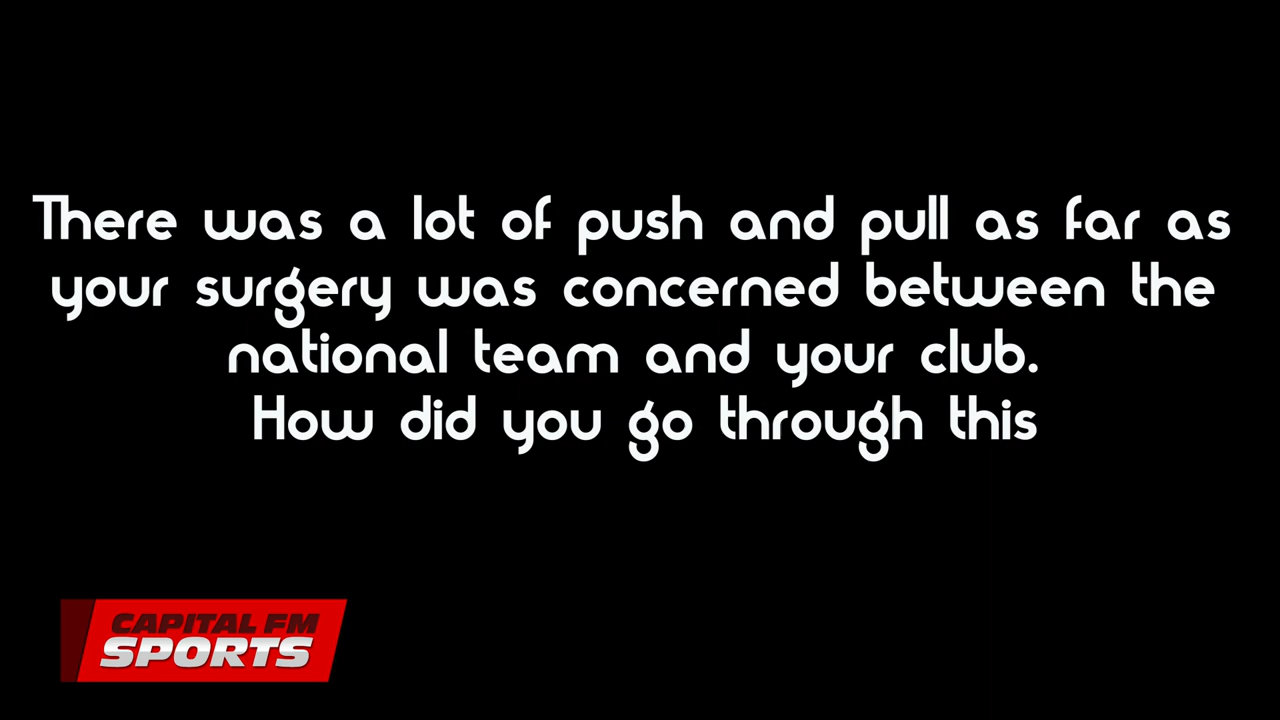 There was a lot of push and pull as far as
your surgery was concerned between the
national team and your club.
How did you go through this
CAPITAL FM
SPORTS